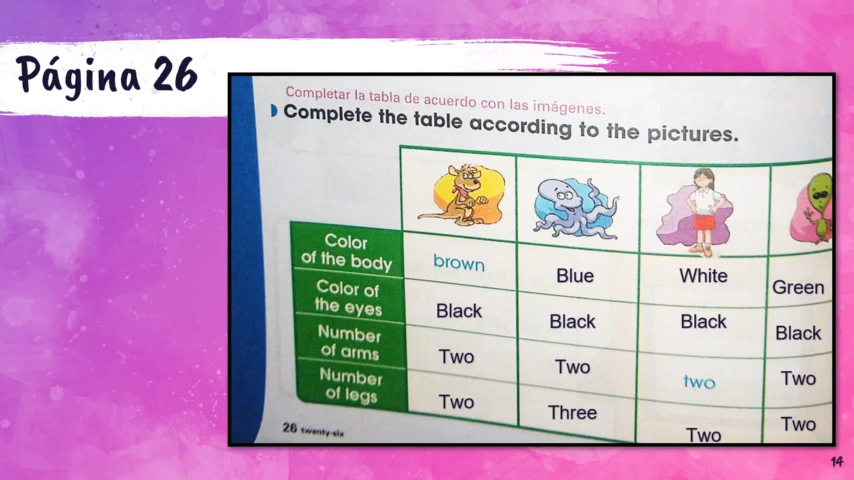 Página 26
Completar la tabla de acuerdo con las imágenes.
Complete the table according to the pictures.
Color of the body brown Blue White Green
Color of the eyes Black Black Black Black
Number of arms Two Two two Two
Number of legs Two Three Two Two
26 twenty-six
14